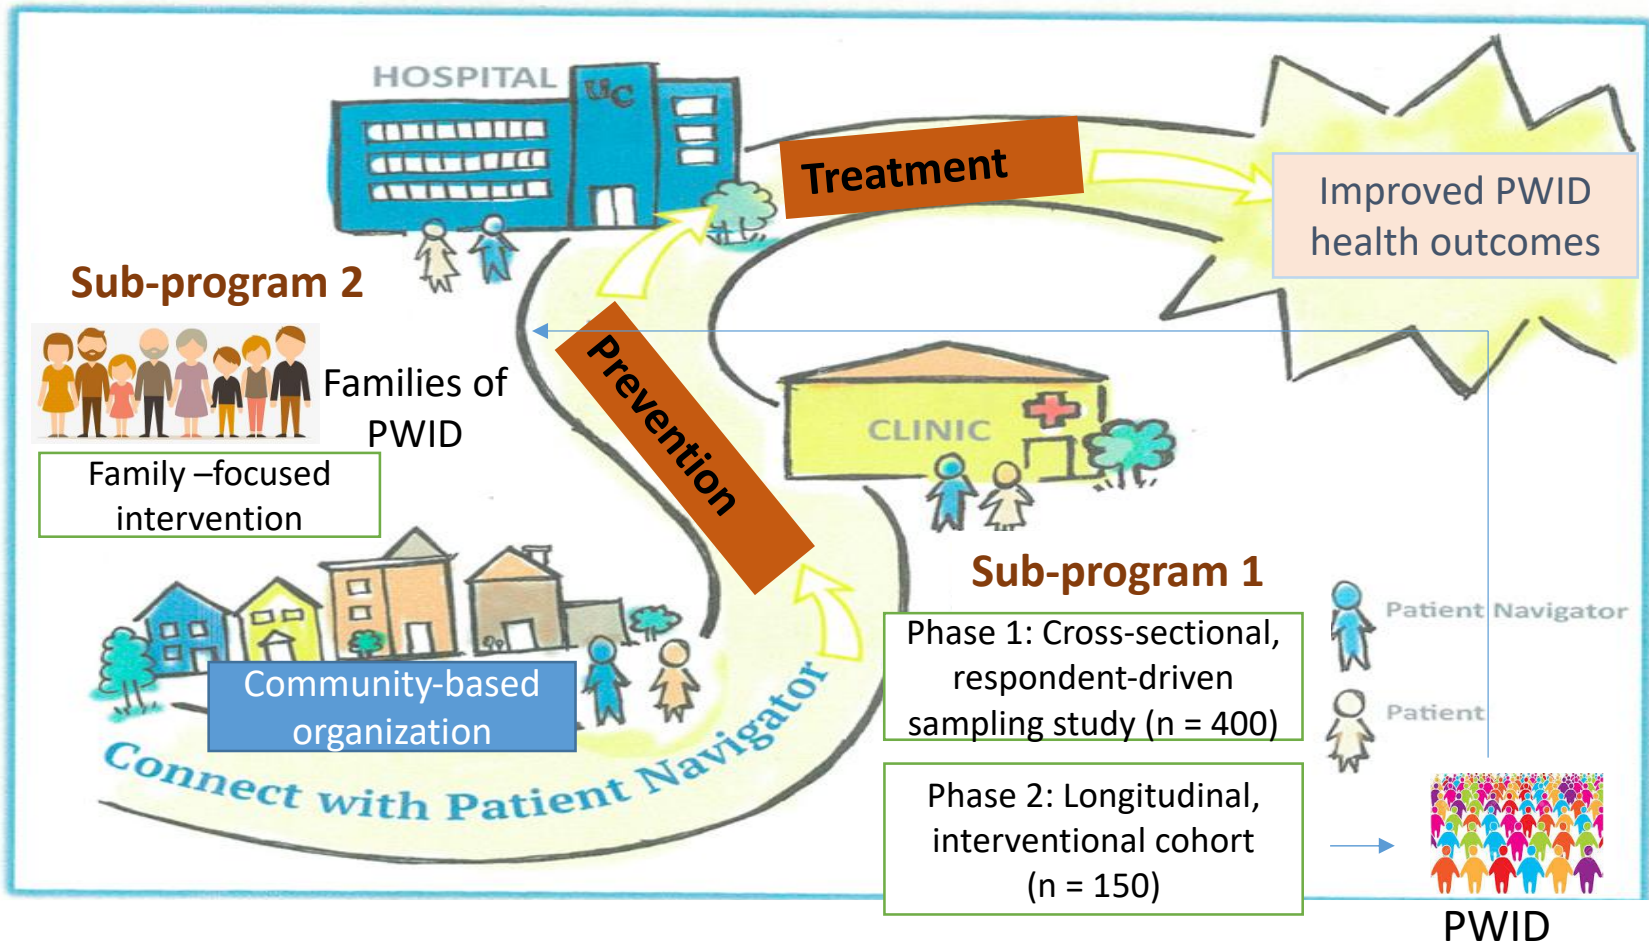 HOSPITAL
UC
Treatment
Improved PWID
health outcomes
Sub-program 2
Families of
PWID
Family –focused
intervention
Prevention
CLINIC
Sub-program 1
Phase 1: Cross-sectional,
respondent-driven
sampling study (n = 400)
Phase 2: Longitudinal,
interventional cohort
(n = 150)
Patient Navigator
Patient
Community-based
organization
Connect with Patient Navigator
PWID